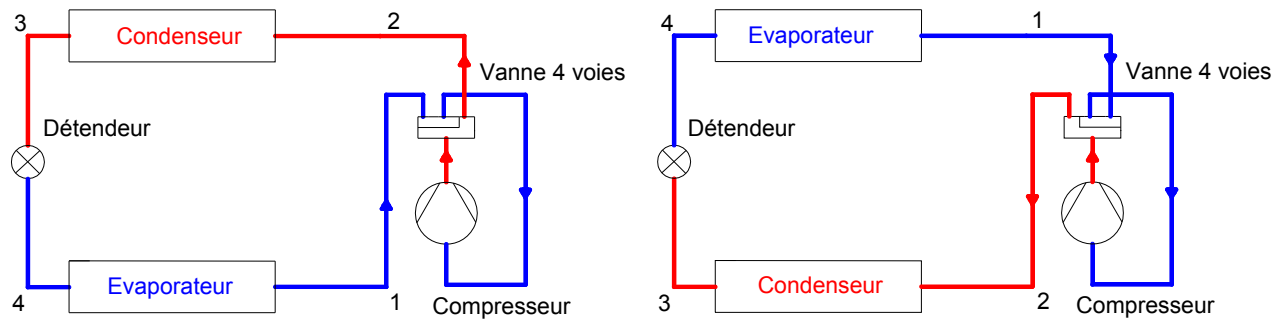 3
Condenseur
2
Vanne 4 voies
Détendeur
4
Evaporateur
1
Compresseur
4
Evaporateur
1
Vanne 4 voies
Détendeur
3
Condenseur
2
Compresseur